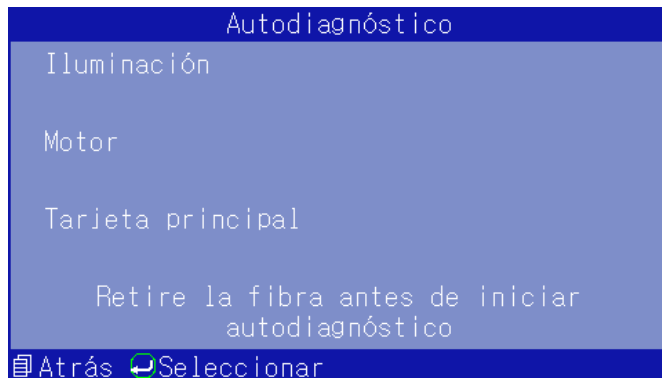 Autodiagnóstico
Iluminación
Motor
Tarjeta principal
Retire la fibra antes de iniciar
autodiagnóstico
Atrás Seleccionar